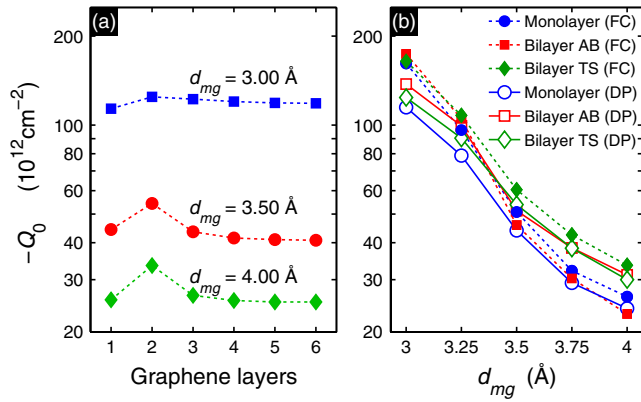 (a)
(b)
−Q0 (10^12 cm^−2)
200
100
80
60
40
30
20
dmg = 3.00 Å
dmg = 3.50 Å
dmg = 4.00 Å
1 2 3 4 5 6
Graphene layers
Monolayer (FC)
Bilayer AB (FC)
Bilayer TS (FC)
Monolayer (DP)
Bilayer AB (DP)
Bilayer TS (DP)
200
100
80
60
40
30
20
3 3.25 3.5 3.75 4
dmg (Å)